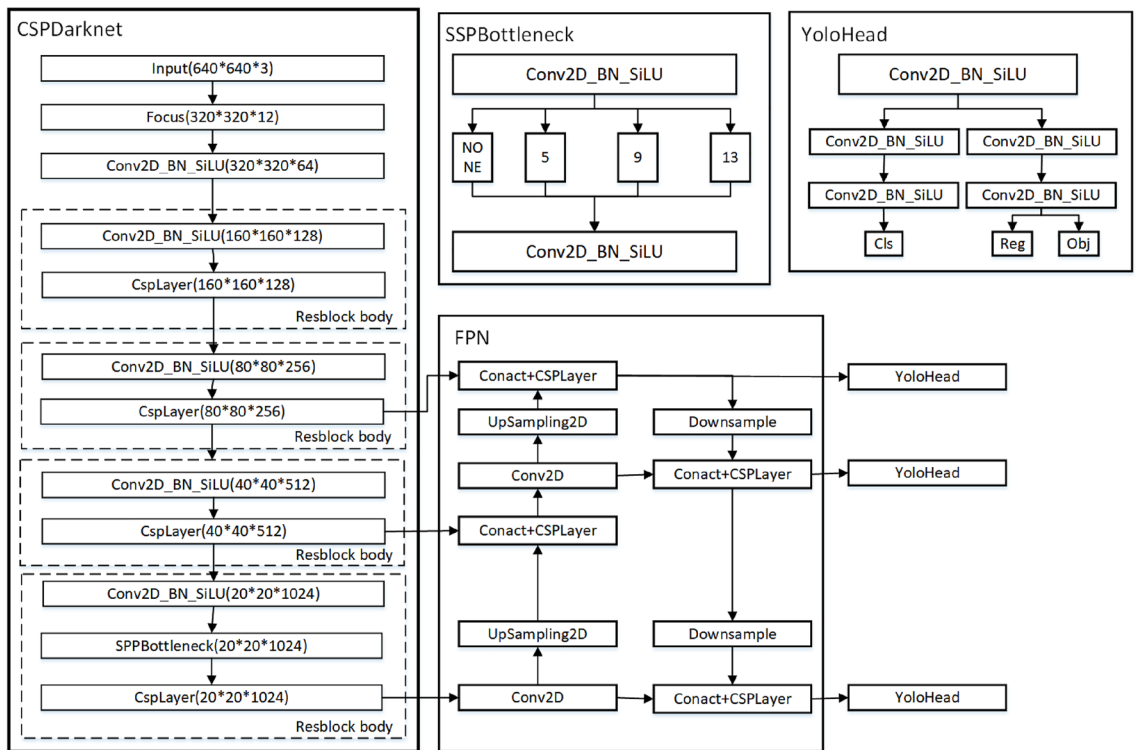 CSPDarknet
Input(640*640*3)
Focus(320*320*12)
Conv2D_BN_SiLU(320*320*64)
Conv2D_BN_SiLU(160*160*128)
CspLayer(160*160*128)
Resblock body
Conv2D_BN_SiLU(80*80*256)
CspLayer(80*80*256)
Resblock body
Conv2D_BN_SiLU(40*40*512)
CspLayer(40*40*512)
Resblock body
Conv2D_BN_SiLU(20*20*1024)
SPPBottleneck(20*20*1024)
CspLayer(20*20*1024)
Resblock body
SSPBottleneck
Conv2D_BN_SiLU
NO
NE
5
9
13
Conv2D_BN_SiLU
YoloHead
Conv2D_BN_SiLU
Conv2D_BN_SiLU
Conv2D_BN_SiLU
Conv2D_BN_SiLU
Conv2D_BN_SiLU
Cls
Reg
Obj
FPN
Conact+CSPLayer
UpSampling2D
Downsample
Conv2D
Conact+CSPLayer
Conact+CSPLayer
UpSampling2D
Downsample
Conv2D
Conact+CSPLayer
YoloHead
YoloHead
YoloHead